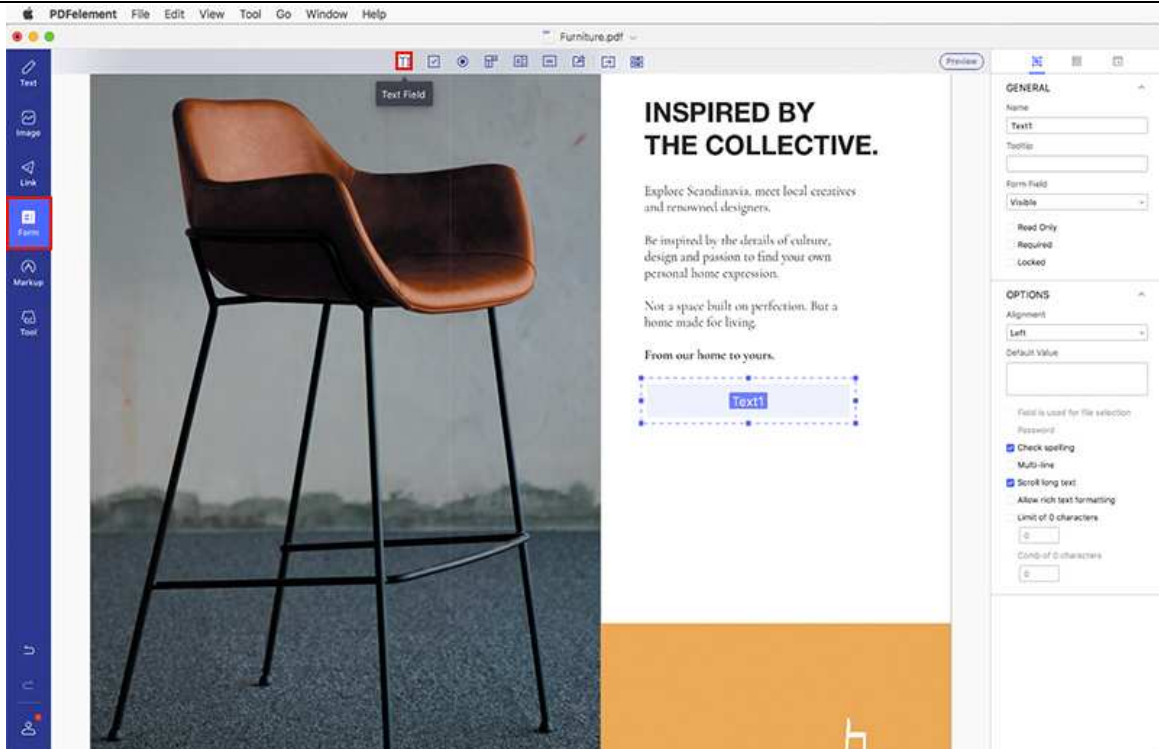 PDFelement File Edit View Tool Go Window Help
Furniture.pdf
Text
Image
Link
Form
Markup
Tool
Text Field
Preview
INSPIRED BY
THE COLLECTIVE.
Explore Scandinavia, meet local creatives
and renowned designers.
Be inspired by the details of culture,
design and passion to find your own
personal home expression.
Not a space built on perfection. But a
home made for living.
From our home to yours.
Text1
GENERAL
Name
Text1
Tooltip
Form Field
Visible
Read Only
Required
Locked
OPTIONS
Alignment
Left
Default Value
Field is used for file selection
Password
Check spelling
Multi-line
Scroll long text
Allow rich text formatting
Limit of 0 characters
0
Comb of 0 characters
0